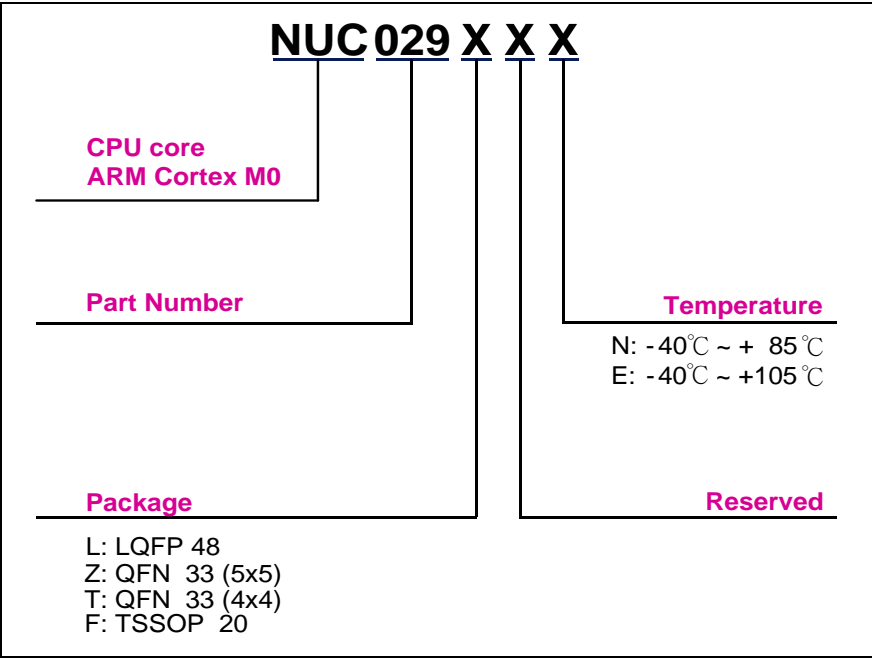 NUC029 X X X
CPU core
ARM Cortex M0
Part Number
Temperature
N: -40℃ ~ + 85℃
E: -40℃ ~ +105℃
Package
Reserved
L: LQFP 48
Z: QFN 33 (5x5)
T: QFN 33 (4x4)
F: TSSOP 20